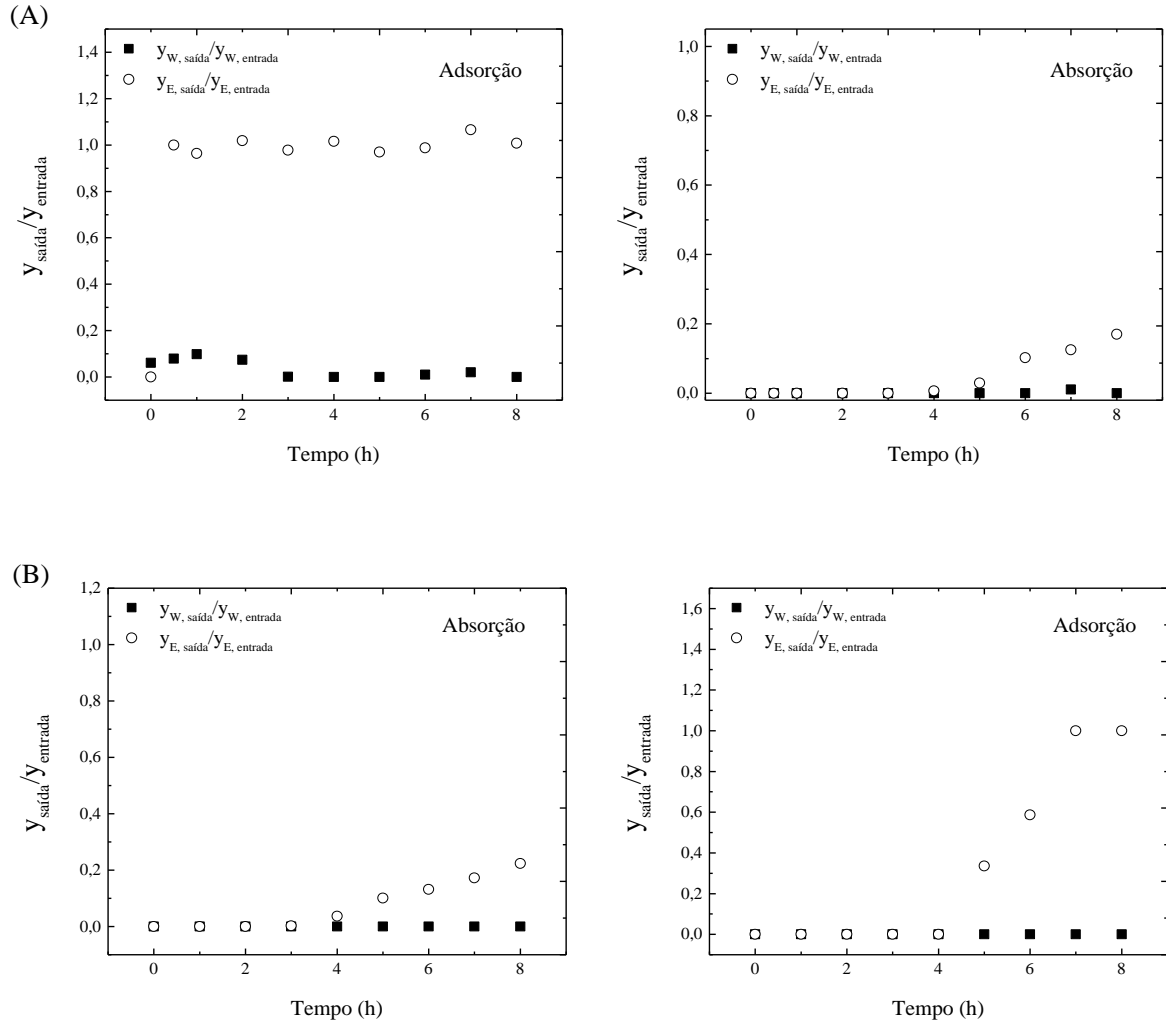 (A)
y_W, saída/y_W, entrada
y_E, saída/y_E, entrada
Adsorção
1,4
1,2
1,0
0,8
0,6
0,4
0,2
0,0
y_saída/y_entrada
0 2 4 6 8
Tempo (h)
y_W, saída/y_W, entrada
y_E, saída/y_E, entrada
Absorção
1,0
0,8
0,6
0,4
0,2
0,0
y_saída/y_entrada
0 2 4 6 8
Tempo (h)
(B)
y_W, saída/y_W, entrada
y_E, saída/y_E, entrada
Absorção
1,2
1,0
0,8
0,6
0,4
0,2
0,0
y_saída/y_entrada
0 2 4 6 8
Tempo (h)
y_W, saída/y_W, entrada
y_E, saída/y_E, entrada
Adsorção
1,6
1,4
1,2
1,0
0,8
0,6
0,4
0,2
0,0
y_saída/y_entrada
0 2 4 6 8
Tempo (h)